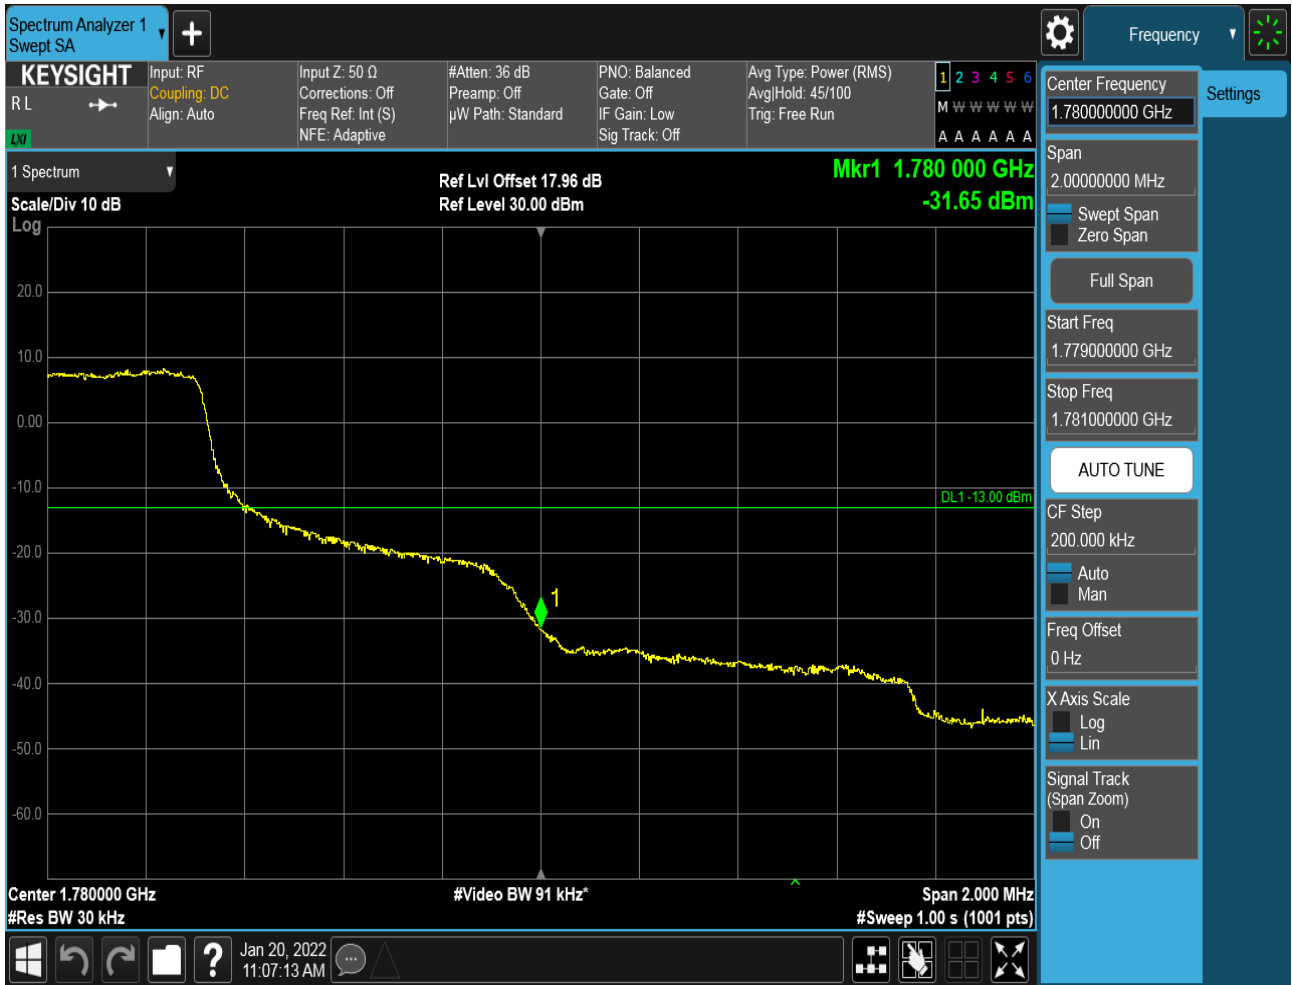 Spectrum Analyzer 1
Swept SA
Frequency
KEYSIGHT
R L
LXI
Input: RF
Coupling: DC
Align: Auto
Input Z: 50 Ω
Corrections: Off
Freq Ref: Int (S)
NFE: Adaptive
#Atten: 36 dB
Preamp: Off
µW Path: Standard
PNO: Balanced
Gate: Off
IF Gain: Low
Sig Track: Off
Avg Type: Power (RMS)
Avg|Hold: 45/100
Trig: Free Run
1 2 3 4 5 6
M W W W W W
A A A A A A
1 Spectrum
Scale/Div 10 dB
Log
Ref Lvl Offset 17.96 dB
Ref Level 30.00 dBm
Mkr1 1.780 000 GHz
-31.65 dBm
20.0
10.0
0.00
-10.0
-20.0
-30.0
-40.0
-50.0
-60.0
DL1 -13.00 dBm
1
Center 1.780000 GHz
#Res BW 30 kHz
#Video BW 91 kHz*
Span 2.000 MHz
#Sweep 1.00 s (1001 pts)
Center Frequency
1.780000000 GHz
Settings
Span
2.00000000 MHz
Swept Span
Zero Span
Full Span
Start Freq
1.779000000 GHz
Stop Freq
1.781000000 GHz
AUTO TUNE
CF Step
200.000 kHz
Auto
Man
Freq Offset
0 Hz
X Axis Scale
Log
Lin
Signal Track
(Span Zoom)
On
Off
?
Jan 20, 2022
11:07:13 AM